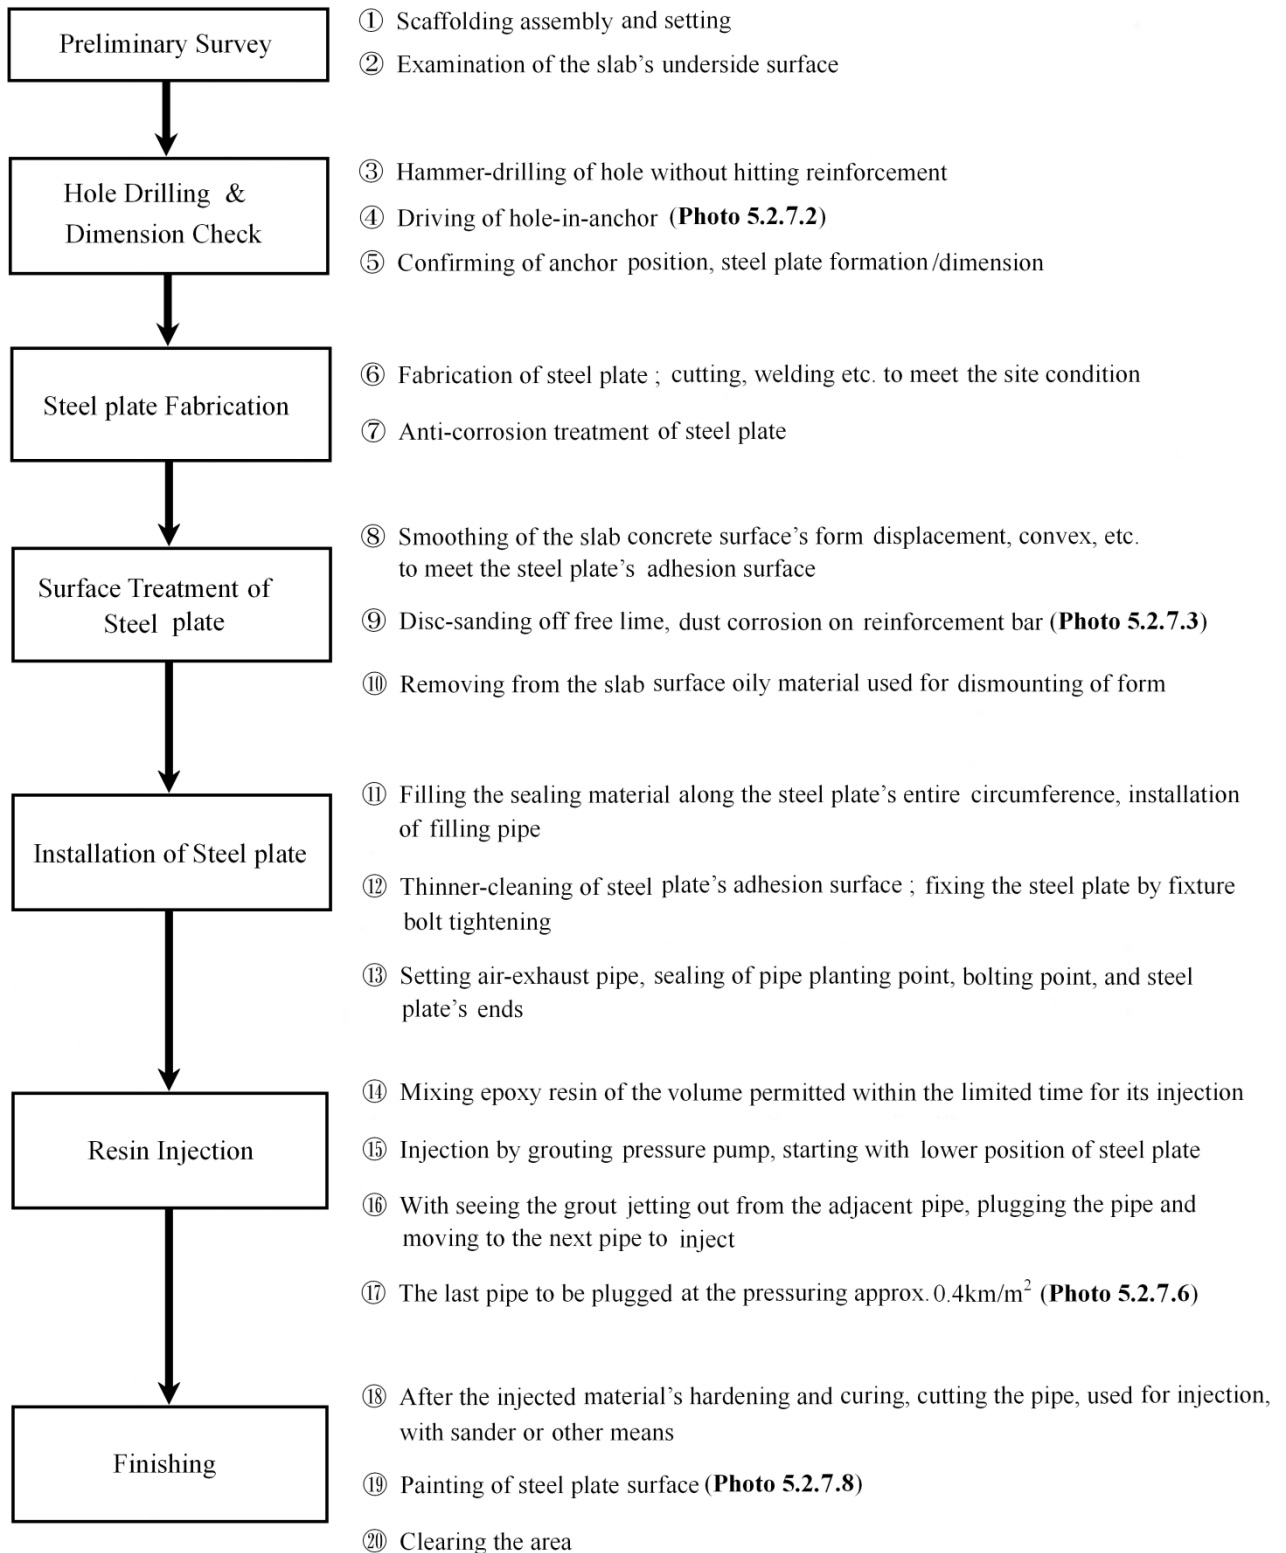 Preliminary Survey
① Scaffolding assembly and setting
② Examination of the slab's underside surface
Hole Drilling &
Dimension Check
③ Hammer-drilling of hole without hitting reinforcement
④ Driving of hole-in-anchor (Photo 5.2.7.2)
⑤ Confirming of anchor position, steel plate formation/dimension
Steel plate Fabrication
⑥ Fabrication of steel plate ; cutting, welding etc. to meet the site condition
⑦ Anti-corrosion treatment of steel plate
Surface Treatment of
Steel plate
⑧ Smoothing of the slab concrete surface's form displacement, convex, etc.
to meet the steel plate's adhesion surface
⑨ Disc-sanding off free lime, dust corrosion on reinforcement bar (Photo 5.2.7.3)
⑩ Removing from the slab surface oily material used for dismounting of form
Installation of Steel plate
⑪ Filling the sealing material along the steel plate's entire circumference, installation
of filling pipe
⑫ Thinner-cleaning of steel plate's adhesion surface ; fixing the steel plate by fixture
bolt tightening
⑬ Setting air-exhaust pipe, sealing of pipe planting point, bolting point, and steel
plate's ends
Resin Injection
⑭ Mixing epoxy resin of the volume permitted within the limited time for its injection
⑮ Injection by grouting pressure pump, starting with lower position of steel plate
⑯ With seeing the grout jetting out from the adjacent pipe, plugging the pipe and
moving to the next pipe to inject
⑰ The last pipe to be plugged at the pressuring approx. 0.4km/m² (Photo 5.2.7.6)
Finishing
⑱ After the injected material's hardening and curing, cutting the pipe, used for injection,
with sander or other means
⑲ Painting of steel plate surface (Photo 5.2.7.8)
⑳ Clearing the area